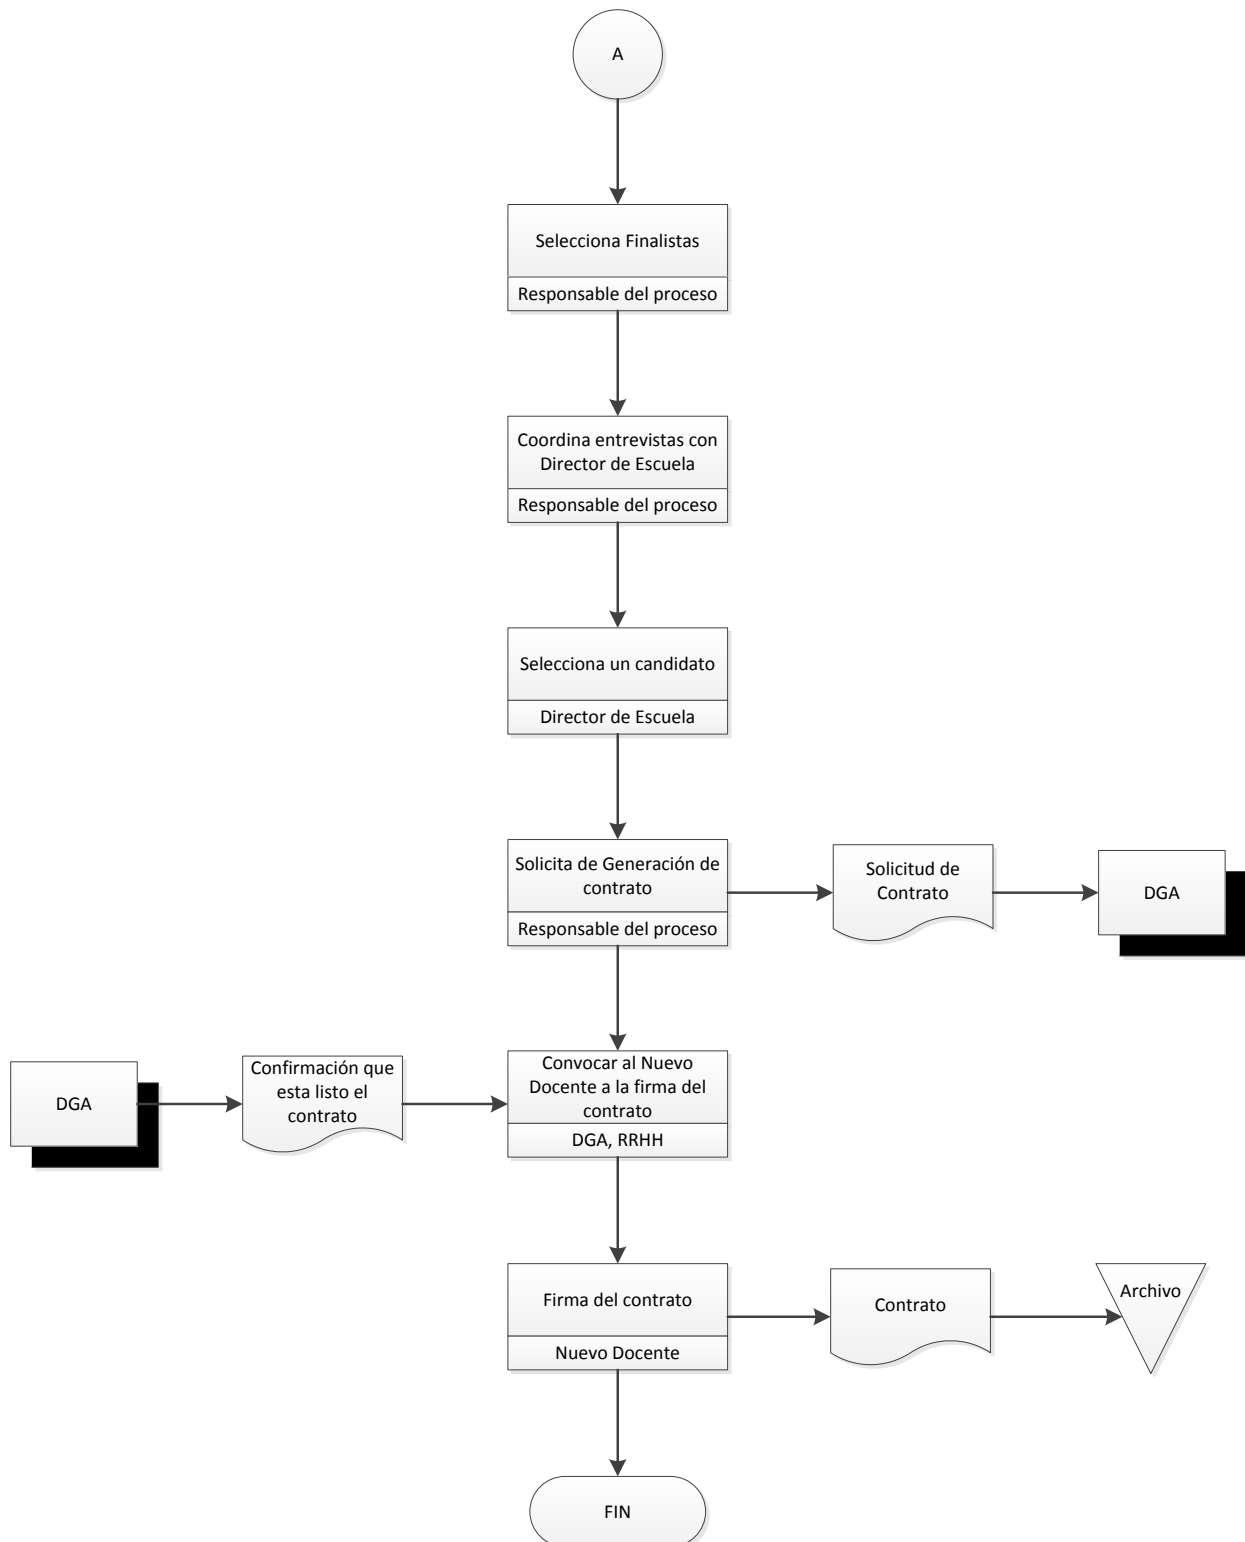 A
Selecciona Finalistas
Responsable del proceso
Coordina entrevistas con
Director de Escuela
Responsable del proceso
Selecciona un candidato
Director de Escuela
Solicita de Generación de
contrato
Responsable del proceso
Solicitud de
Contrato
DGA
DGA
Confirmación que
esta listo el
contrato
Convocar al Nuevo
Docente a la firma del
contrato
DGA, RRHH
Firma del contrato
Nuevo Docente
Contrato
Archivo
FIN